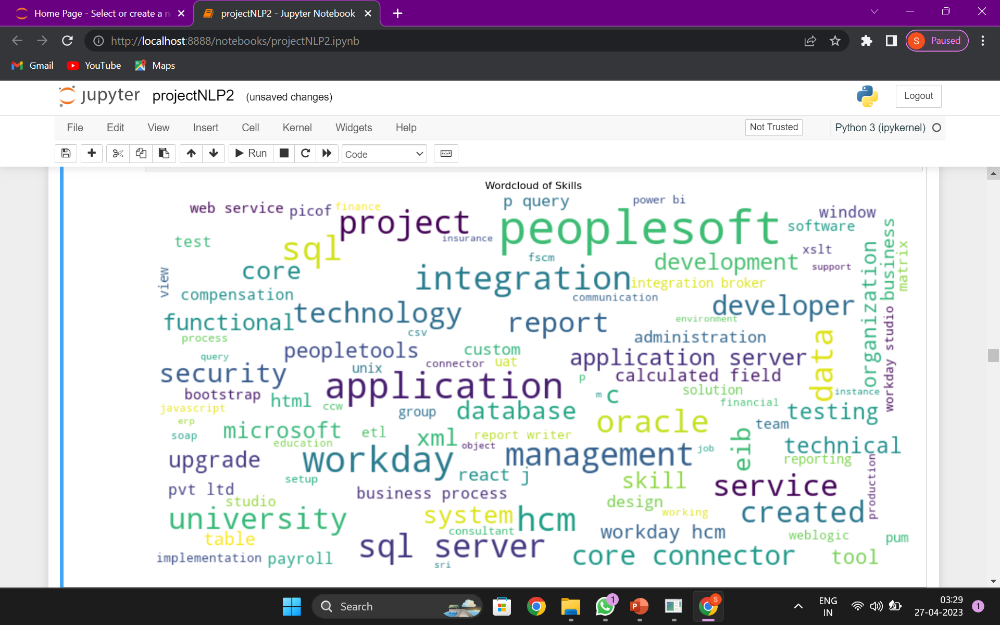 Home Page - Select or create a n
projectNLP2 - Jupyter Notebook
http://localhost:8888/notebooks/projectNLP2.ipynb
S Paused
Gmail YouTube Maps
jupyter projectNLP2 (unsaved changes)
Logout
File Edit View Insert Cell Kernel Widgets Help
Not Trusted
Python 3 (ipykernel)
Run
Code
Wordcloud of Skills
web service
picof
finance
p query
power bi
window
project
peoplesoft
software
business
test
sql
insurance
matrix
organization
xslt
fscm
development
support
core
integration
integration broker
view
compensation
communication
developer
technology
functional
report
environment
process
csv
administration
workday studio
data
peopletools
custom
query
connector
uat
application server
security
unix
application
p
calculated field
bootstrap
html
m
c
solution
instance
javascript
ccw
group
database
financial
testing
erp
oracle
team
soap
microsoft
etl
xml
report writer
eib
education
object
technical
upgrade
workday
management
job
reporting
production
setup
react j
skill
service
pvt ltd
business process
studio
design
university
system
hcm
working
created
consultant
workday hcm
weblogic
pum
table
sql server
core connector
tool
implementation
payroll
sri
Search
1
P
S
ENG
IN
03:29
27-04-2023
1